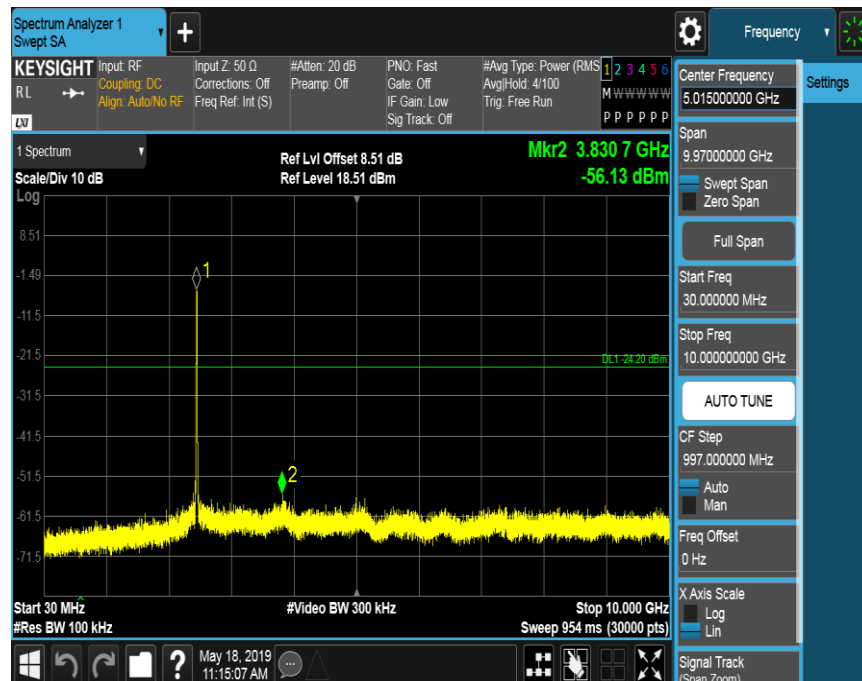 Spectrum Analyzer 1
Swept SA
+
Frequency
KEYSIGHT
RL
LXI
Input: RF
Coupling: DC
Align: Auto/No RF
Input Z: 50 Ω
Corrections: Off
Freq Ref: Int (S)
#Atten: 20 dB
Preamp: Off
PNO: Fast
Gate: Off
IF Gain: Low
Sig Track: Off
#Avg Type: Power (RMS
Avg|Hold: 4/100
Trig: Free Run
1 2 3 4 5 6
M W W W W W
P P P P P P
1 Spectrum
Scale/Div 10 dB
Log
Ref Lvl Offset 8.51 dB
Ref Level 18.51 dBm
Mkr2 3.830 7 GHz
-56.13 dBm
8.51
-1.49
-11.5
-21.5
-31.5
-41.5
-51.5
-61.5
-71.5
1
DL1 -24.20 dBm
2
Start 30 MHz
#Res BW 100 kHz
#Video BW 300 kHz
Stop 10.000 GHz
Sweep 954 ms (30000 pts)
?
May 18, 2019
11:15:07 AM
Center Frequency
5.015000000 GHz
Span
9.97000000 GHz
Swept Span
Zero Span
Full Span
Start Freq
30.000000 MHz
Stop Freq
10.000000000 GHz
AUTO TUNE
CF Step
997.000000 MHz
Auto
Man
Freq Offset
0 Hz
X Axis Scale
Log
Lin
Signal Track
(Span Zoom)
Settings